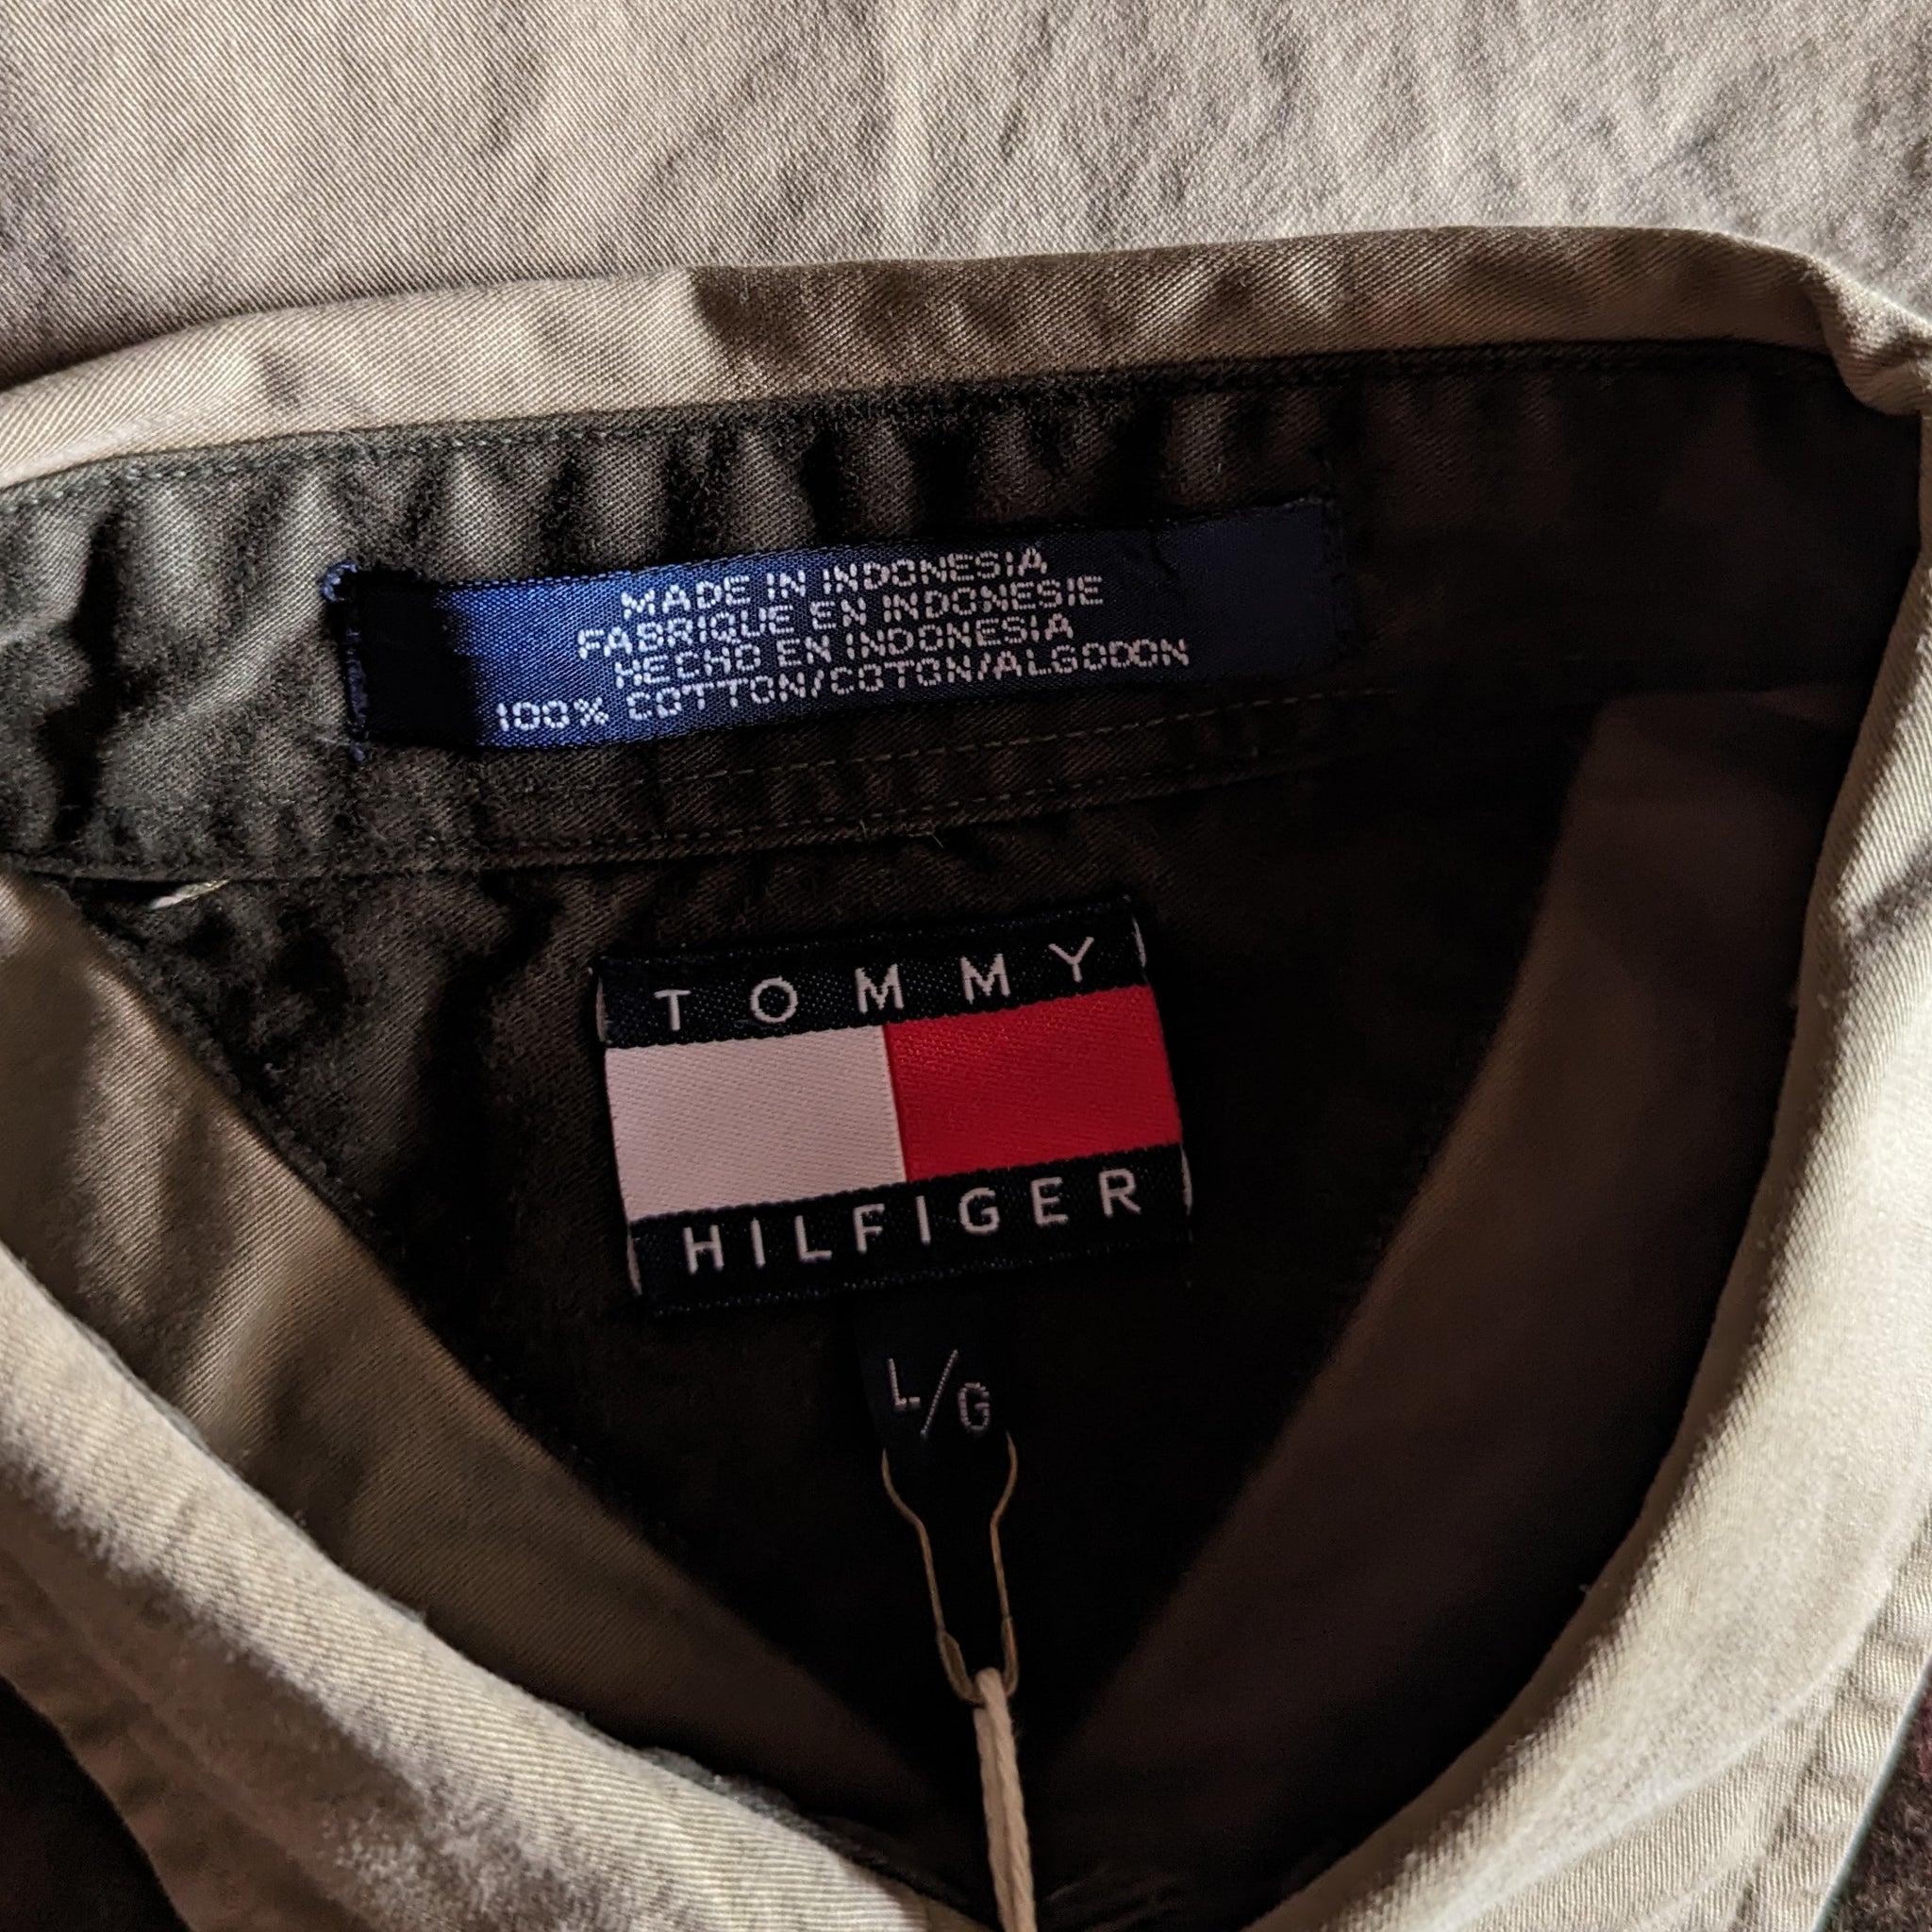 MADE IN INDONESIA
FABRIQUE EN INDONESIE
HECHO EN INDONESIA
100% COTTON/COTON/ALGODON
TOMMY
HILFIGER
L/G